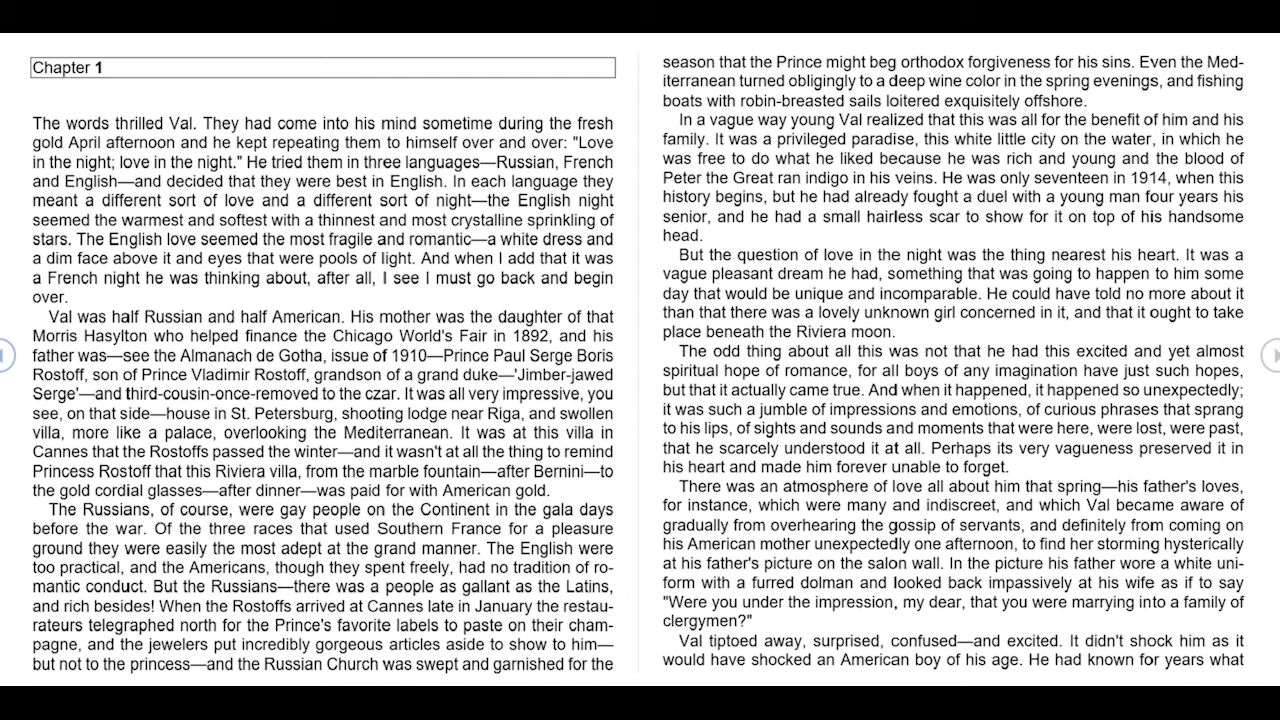 Chapter 1
The words thrilled Val. They had come into his mind sometime during the fresh
gold April afternoon and he kept repeating them to himself over and over: "Love
in the night; love in the night." He tried them in three languages—Russian, French
and English—and decided that they were best in English. In each language they
meant a different sort of love and a different sort of night—the English night
seemed the warmest and softest with a thinnest and most crystalline sprinkling of
stars. The English love seemed the most fragile and romantic—a white dress and
a dim face above it and eyes that were pools of light. And when I add that it was
a French night he was thinking about, after all, I see I must go back and begin
over.
Val was half Russian and half American. His mother was the daughter of that
Morris Hasylton who helped finance the Chicago World's Fair in 1892, and his
father was—see the Almanach de Gotha, issue of 1910—Prince Paul Serge Boris
Rostoff, son of Prince Vladimir Rostoff, grandson of a grand duke—'Jimber-jawed
Serge'—and third-cousin-once-removed to the czar. It was all very impressive, you
see, on that side—house in St. Petersburg, shooting lodge near Riga, and swollen
villa, more like a palace, overlooking the Mediterranean. It was at this villa in
Cannes that the Rostoffs passed the winter—and it wasn't at all the thing to remind
Princess Rostoff that this Riviera villa, from the marble fountain—after Bernini—to
the gold cordial glasses—after dinner—was paid for with American gold.
The Russians, of course, were gay people on the Continent in the gala days
before the war. Of the three races that used Southern France for a pleasure
ground they were easily the most adept at the grand manner. The English were
too practical, and the Americans, though they spent freely, had no tradition of ro-
mantic conduct. But the Russians—there was a people as gallant as the Latins,
and rich besides! When the Rostoffs arrived at Cannes late in January the restau-
rateurs telegraphed north for the Prince's favorite labels to paste on their cham-
pagne, and the jewelers put incredibly gorgeous articles aside to show to him—
but not to the princess—and the Russian Church was swept and garnished for the
season that the Prince might beg orthodox forgiveness for his sins. Even the Med-
iterranean turned obligingly to a deep wine color in the spring evenings, and fishing
boats with robin-breasted sails loitered exquisitely offshore.
In a vague way young Val realized that this was all for the benefit of him and his
family. It was a privileged paradise, this white little city on the water, in which he
was free to do what he liked because he was rich and young and the blood of
Peter the Great ran indigo in his veins. He was only seventeen in 1914, when this
history begins, but he had already fought a duel with a young man four years his
senior, and he had a small hairless scar to show for it on top of his handsome
head.
But the question of love in the night was the thing nearest his heart. It was a
vague pleasant dream he had, something that was going to happen to him some
day that would be unique and incomparable. He could have told no more about it
than that there was a lovely unknown girl concerned in it, and that it ought to take
place beneath the Riviera moon.
The odd thing about all this was not that he had this excited and yet almost
spiritual hope of romance, for all boys of any imagination have just such hopes,
but that it actually came true. And when it happened, it happened so unexpectedly;
it was such a jumble of impressions and emotions, of curious phrases that sprang
to his lips, of sights and sounds and moments that were here, were lost, were past,
that he scarcely understood it at all. Perhaps its very vagueness preserved it in
his heart and made him forever unable to forget.
There was an atmosphere of love all about him that spring—his father's loves,
for instance, which were many and indiscreet, and which Val became aware of
gradually from overhearing the gossip of servants, and definitely from coming on
his American mother unexpectedly one afternoon, to find her storming hysterically
at his father's picture on the salon wall. In the picture his father wore a white uni-
form with a furred dolman and looked back impassively at his wife as if to say
"Were you under the impression, my dear, that you were marrying into a family of
clergymen?"
Val tiptoed away, surprised, confused—and excited. It didn't shock him as it
would have shocked an American boy of his age. He had known for years what